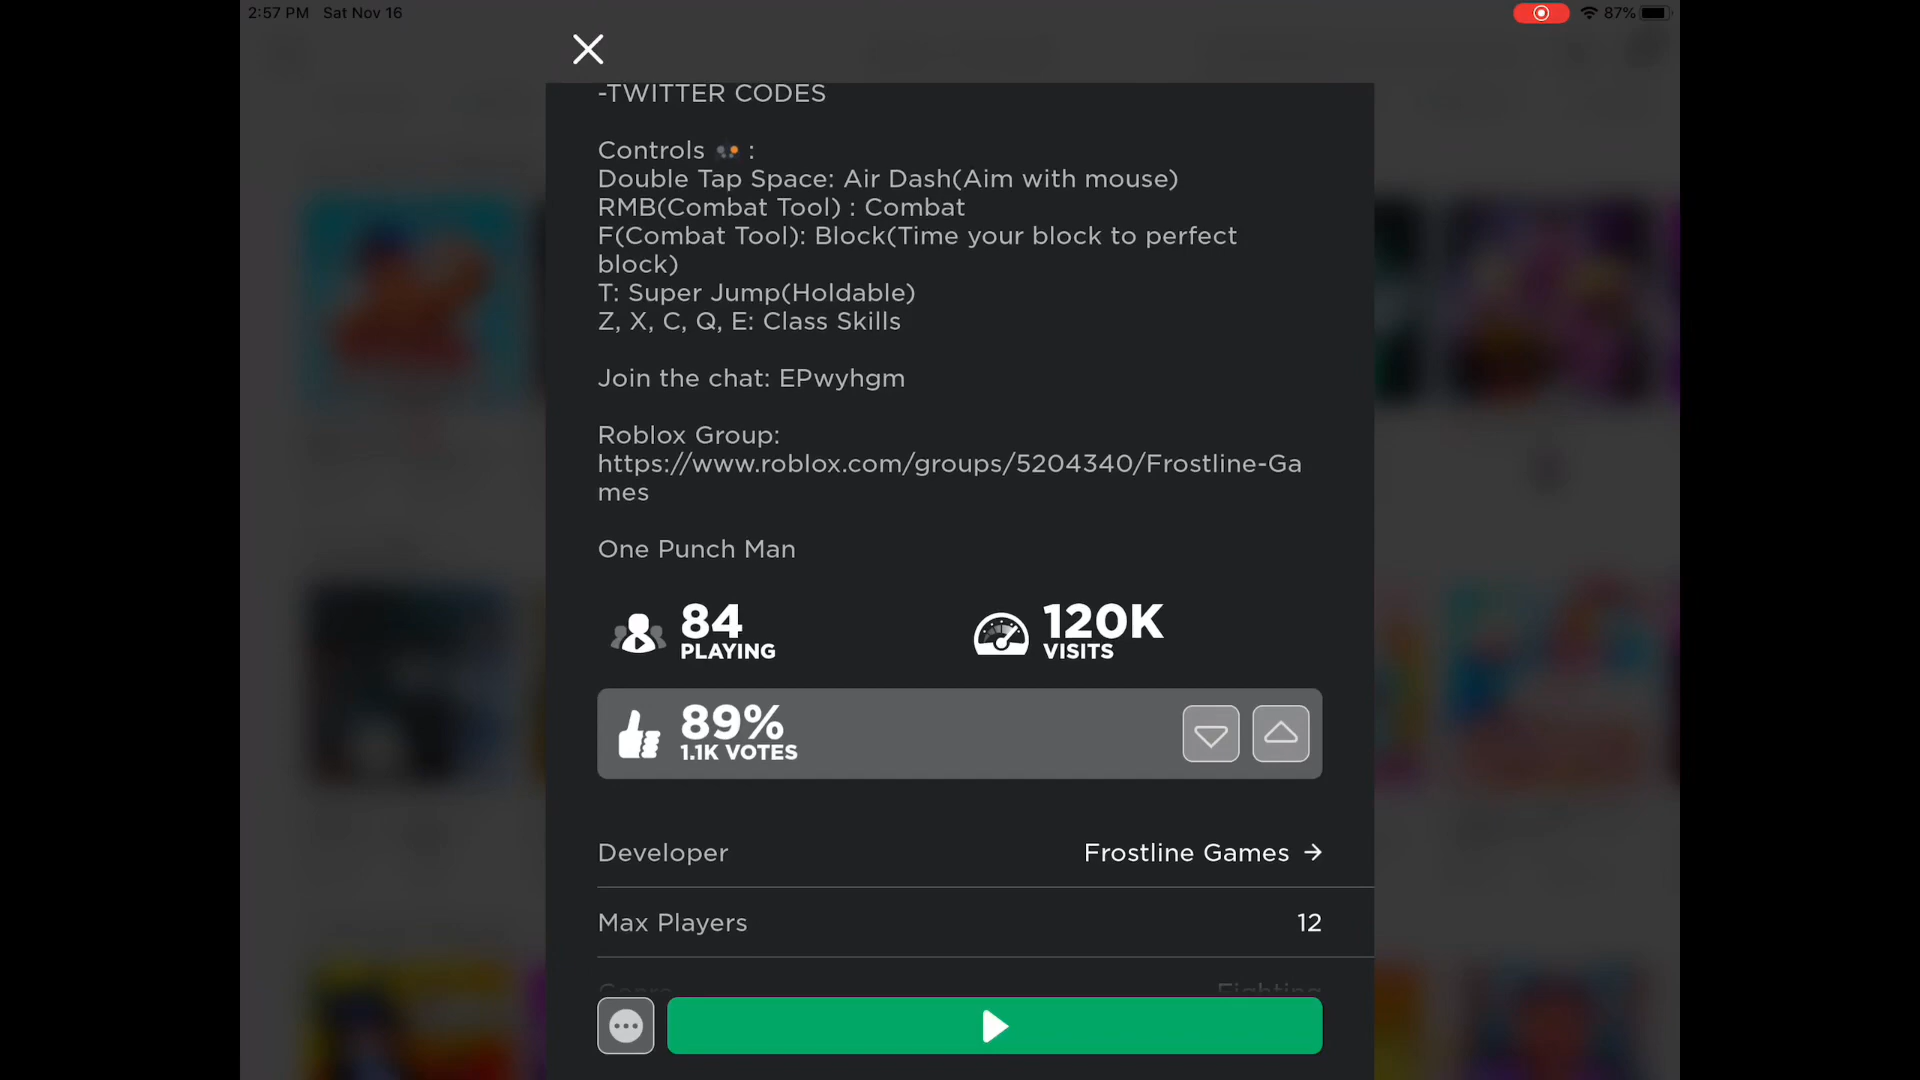 2:57 PM Sat Nov 16
87%
-TWITTER CODES
Controls :
Double Tap Space: Air Dash(Aim with mouse)
RMB(Combat Tool) : Combat
F(Combat Tool): Block(Time your block to perfect
block)
T: Super Jump(Holdable)
Z, X, C, Q, E: Class Skills
Join the chat: EPwyhgm
Roblox Group:
https://www.roblox.com/groups/5204340/Frostline-Ga
mes
One Punch Man
84
PLAYING
120K
VISITS
89%
1.1K VOTES
Developer
Frostline Games
Max Players
12
Genre
Fighting